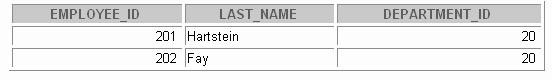 EMPLOYEE_ID LAST_NAME DEPARTMENT_ID
201 Hartstein 20
202 Fay 20